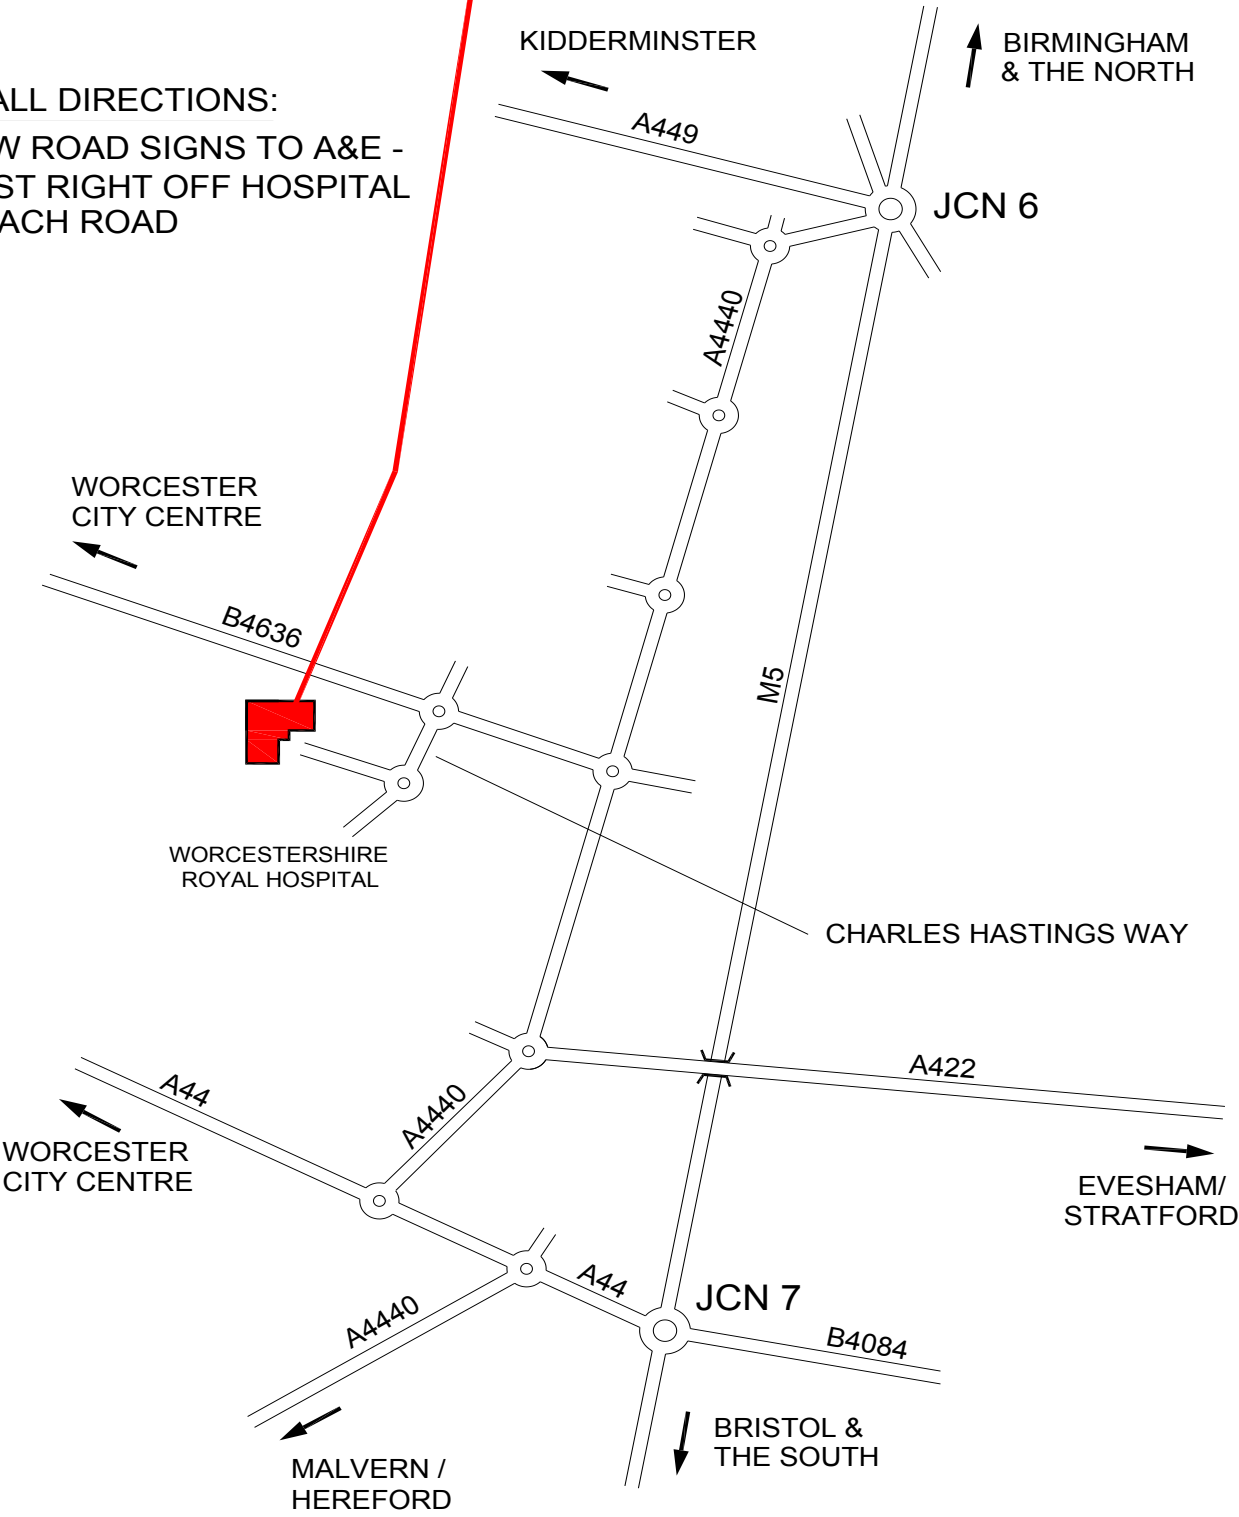 KIDDERMINSTER
BIRMINGHAM
& THE NORTH
ALL DIRECTIONS:
W ROAD SIGNS TO A&E -
ST RIGHT OFF HOSPITAL
ACH ROAD
A449
JCN 6
A4440
WORCESTER
CITY CENTRE
B4636
M5
WORCESTERSHIRE
ROYAL HOSPITAL
CHARLES HASTINGS WAY
A422
A44
A4440
WORCESTER
CITY CENTRE
EVESHAM/
STRATFORD
A44
JCN 7
A4440
B4084
BRISTOL &
THE SOUTH
MALVERN /
HEREFORD